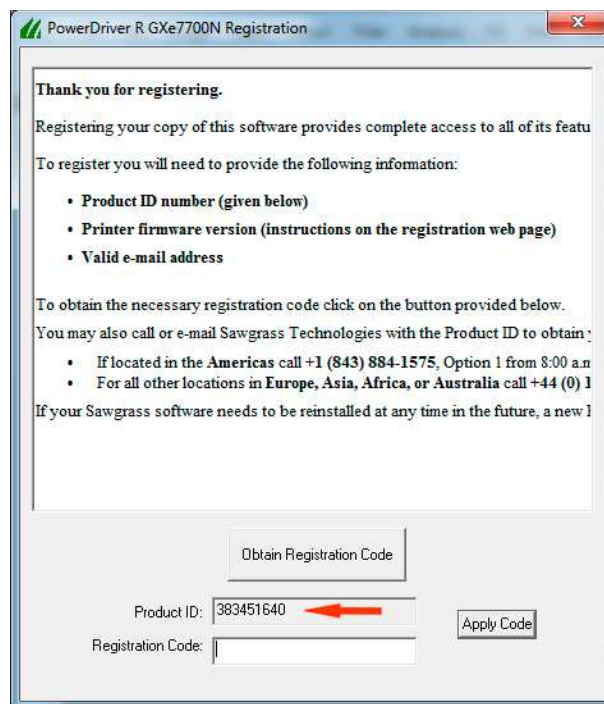 PowerDriver R GXe7700N Registration
Thank you for registering.
Registering your copy of this software provides complete access to all of its
To register you will need to provide the following information:
• Product ID number (given below)
• Printer firmware version (instructions on the registration web page)
• Valid e-mail address
To obtain the necessary registration code click on the button provided below.
You may also call or e-mail Sawgrass Technologies with the Product ID to obtain
• If located in the Americas call +1 (843) 884-1575, Option 1 from 8:00
• For all other locations in Europe, Asia, Africa, or Australia call +44 (0)
If your Sawgrass software needs to be reinstalled at any time in the future, a new
Obtain Registration Code
Product ID: 383451640
Apply Code
Registration Code: